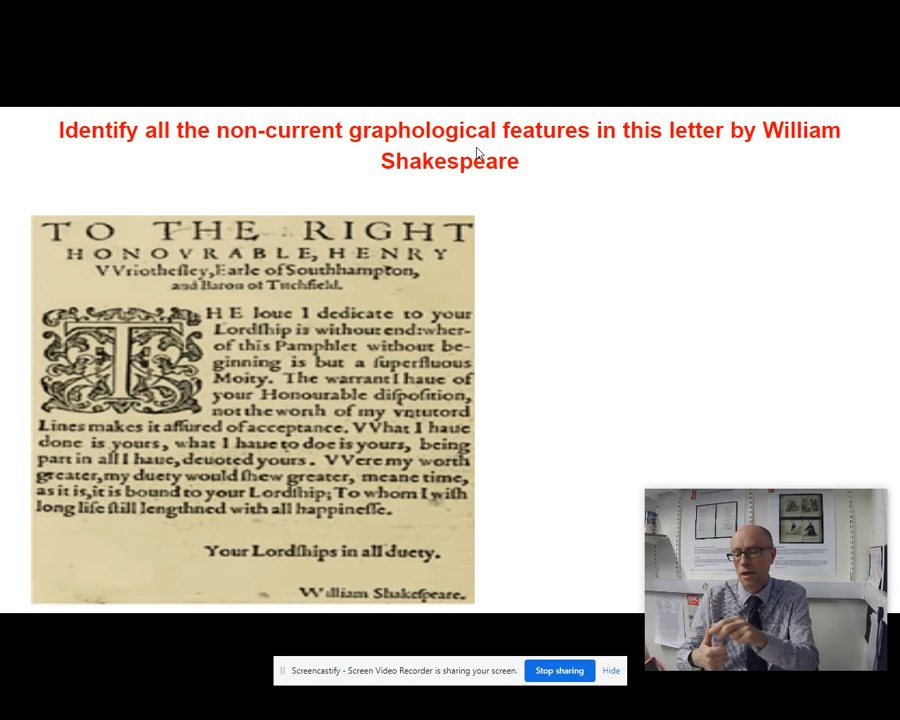 Identify all the non-current graphological features in this letter by William
Shakespeare
TO THE RIGHT
HONOVRABLE, HENRY
VVriotheſley, Earle of Southhampton,
and Baron of Titchfield.
THE loue I dedicate to your
Lordſhip is without end:wher-
of this Pamphlet without be-
ginning is but a ſuperfluous
Moity. The warrant I haue of
your Honourable diſpoſition,
not the worth of my vntutord
Lines makes it aſſured of acceptance. VVhat I haue
done is yours, what I haue to doe is yours, being
part in all I haue, deuoted yours. VVere my worth
greater, my duety would ſhew greater, meane time,
as it is, it is bound to your Lordſhip; To whom I wiſh
long life ſtill lengthned with all happineſſe.
Your Lordſhips in all duety.
William Shakeſpeare.
Screencastify - Screen Video Recorder is sharing your screen.
Stop sharing
Hide